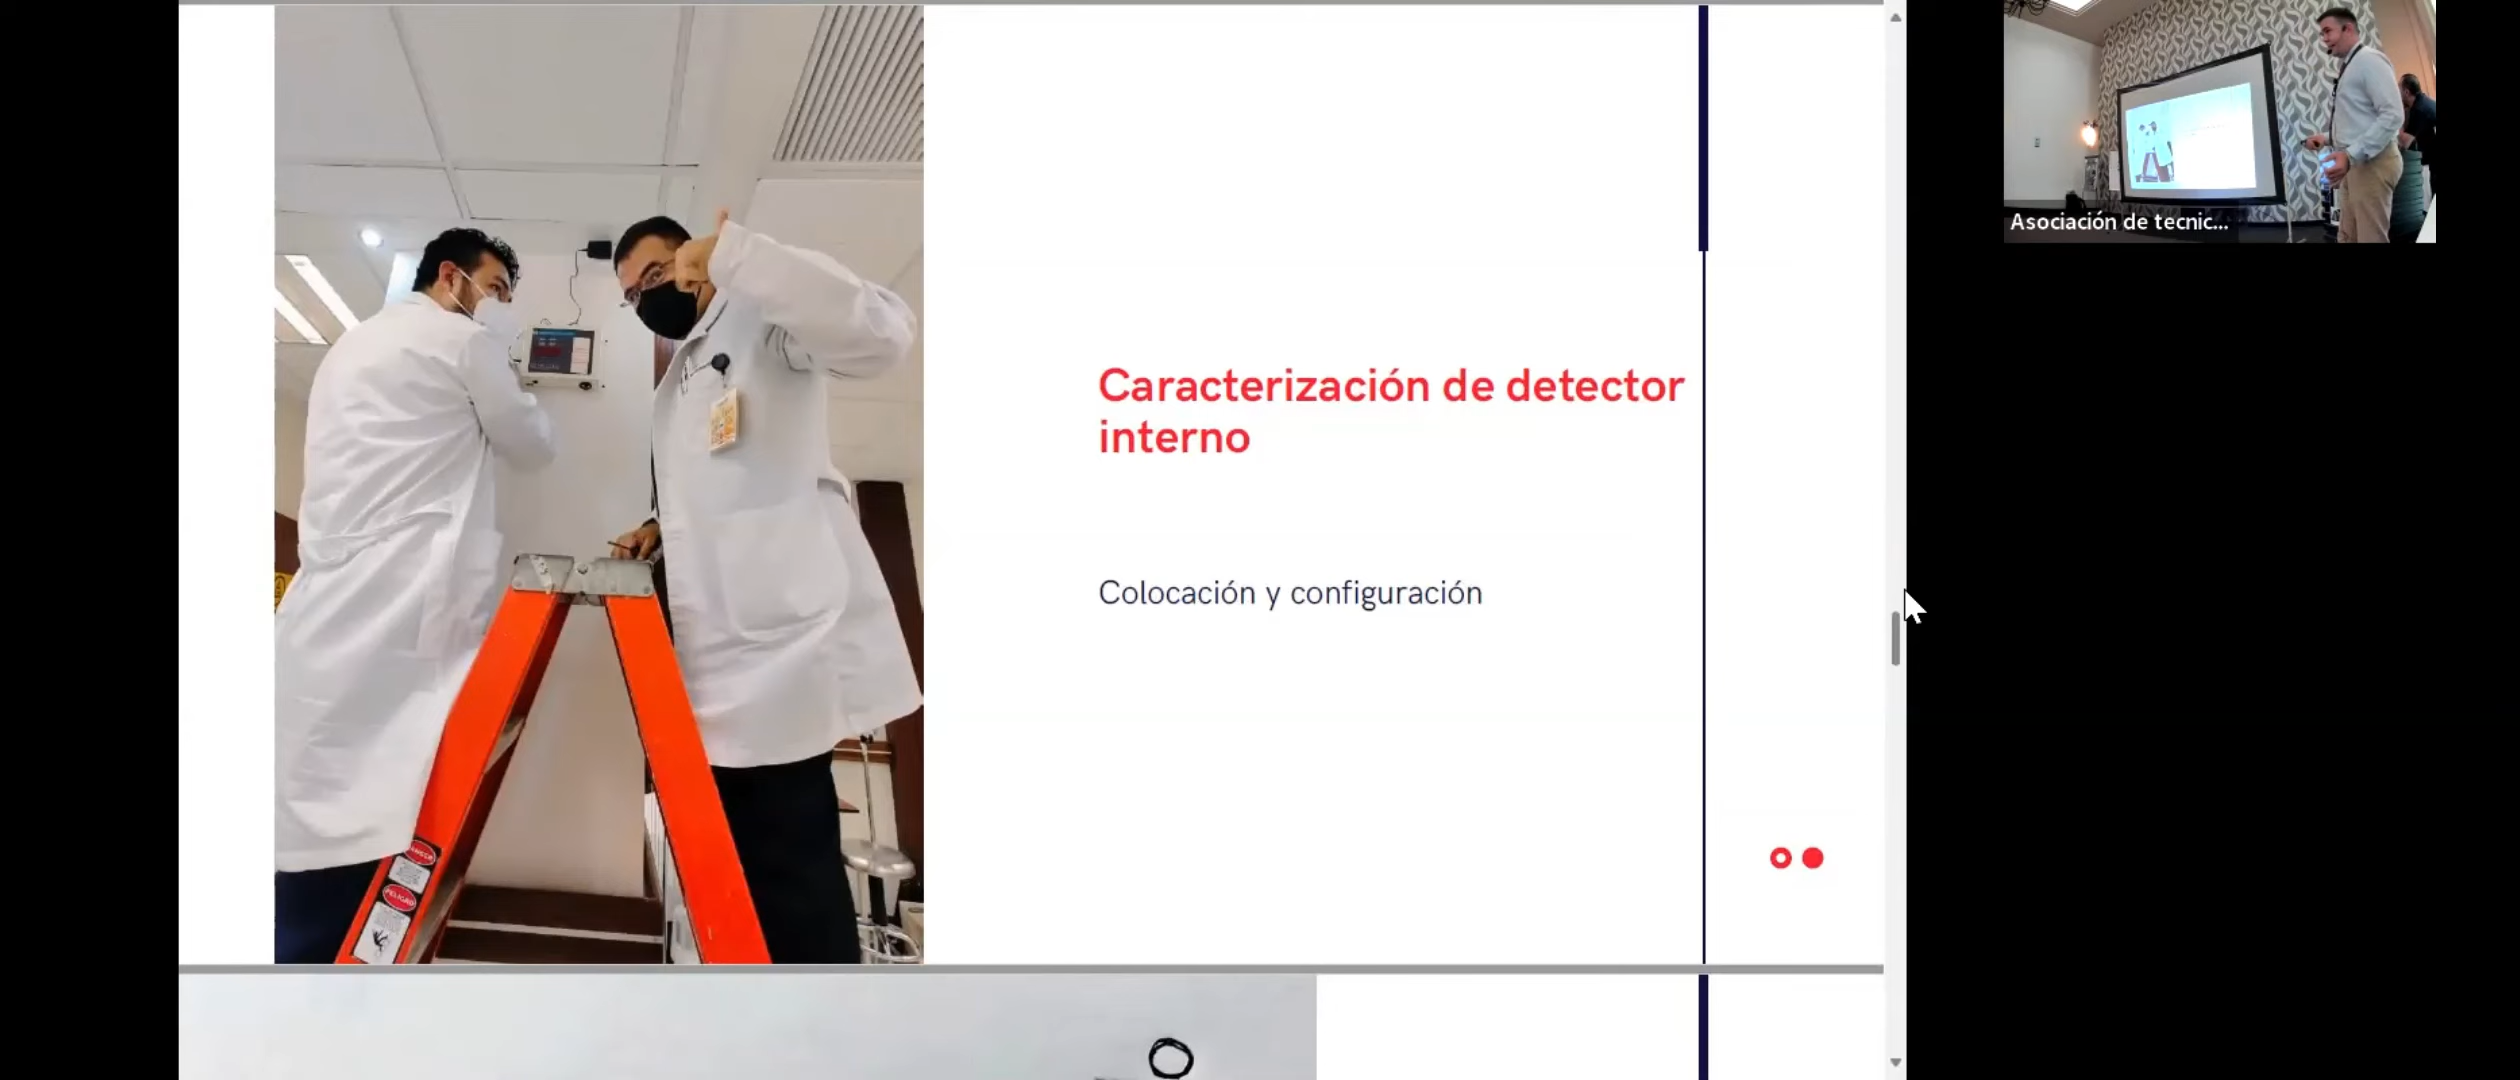 Asociación de tecnic...
Caracterización de detector
interno
Colocación y configuración
PELIGRO